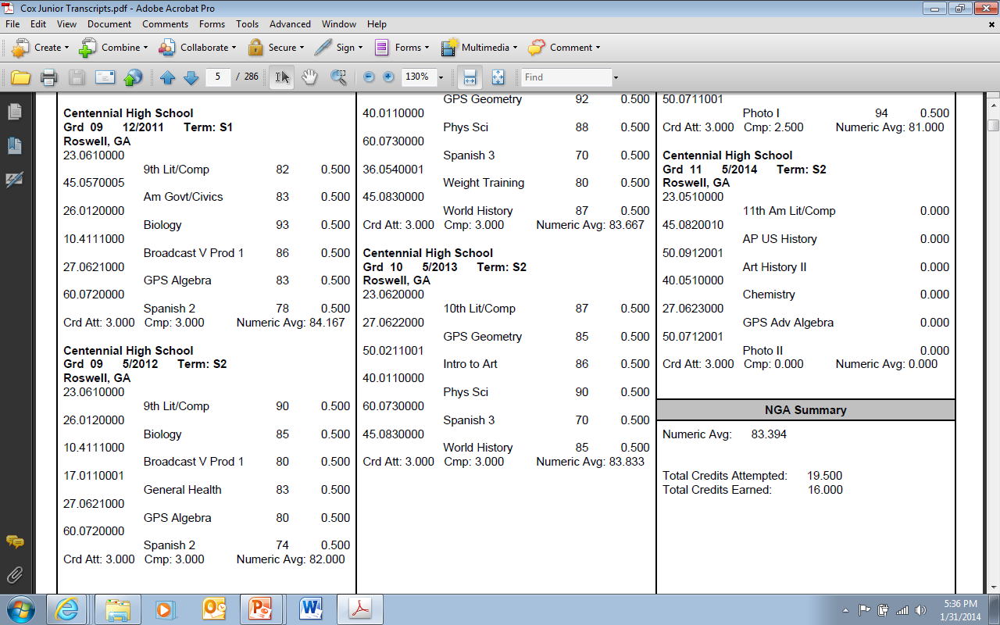 Cox Junior Transcripts.pdf - Adobe Acrobat Pro
File Edit View Document Comments Forms Tools Advanced Window Help
Create Combine Collaborate Secure Sign Forms Multimedia Comment
5 / 286 130% Find
Centennial High School
Grd 09 12/2011 Term: S1
Roswell, GA
23.0610000
9th Lit/Comp 82 0.500
45.0570005
Am Govt/Civics 83 0.500
26.0120000
Biology 93 0.500
10.4111000
Broadcast V Prod 1 86 0.500
27.0621000
GPS Algebra 83 0.500
60.0720000
Spanish 2 78 0.500
Crd Att: 3.000 Cmp: 3.000 Numeric Avg: 84.167
Centennial High School
Grd 09 5/2012 Term: S2
Roswell, GA
23.0610000
9th Lit/Comp 90 0.500
26.0120000
Biology 85 0.500
10.4111000
Broadcast V Prod 1 80 0.500
17.0110001
General Health 83 0.500
27.0621000
GPS Algebra 80 0.500
60.0720000
Spanish 2 74 0.500
Crd Att: 3.000 Cmp: 3.000 Numeric Avg: 82.000
GPS Geometry 92 0.500
40.0110000
Phys Sci 88 0.500
60.0730000
Spanish 3 70 0.500
36.0540001
Weight Training 80 0.500
45.0830000
World History 87 0.500
Crd Att: 3.000 Cmp: 3.000 Numeric Avg: 83.667
Centennial High School
Grd 10 5/2013 Term: S2
Roswell, GA
23.0620000
10th Lit/Comp 87 0.500
27.0622000
GPS Geometry 85 0.500
50.0211001
Intro to Art 86 0.500
40.0110000
Phys Sci 90 0.500
60.0730000
Spanish 3 70 0.500
45.0830000
World History 85 0.500
Crd Att: 3.000 Cmp: 3.000 Numeric Avg: 83.833
50.0711001
Photo I 94 0.500
Crd Att: 3.000 Cmp: 2.500 Numeric Avg: 81.000
Centennial High School
Grd 11 5/2014 Term: S2
Roswell, GA
23.0510000
11th Am Lit/Comp 0.000
45.0820010
AP US History 0.000
50.0912001
Art History II 0.000
40.0510000
Chemistry 0.000
27.0623000
GPS Adv Algebra 0.000
50.0712001
Photo II 0.000
Crd Att: 3.000 Cmp: 0.000 Numeric Avg: 0.000
NGA Summary
Numeric Avg: 83.394
Total Credits Attempted: 19.500
Total Credits Earned: 16.000
5:36 PM
1/31/2014